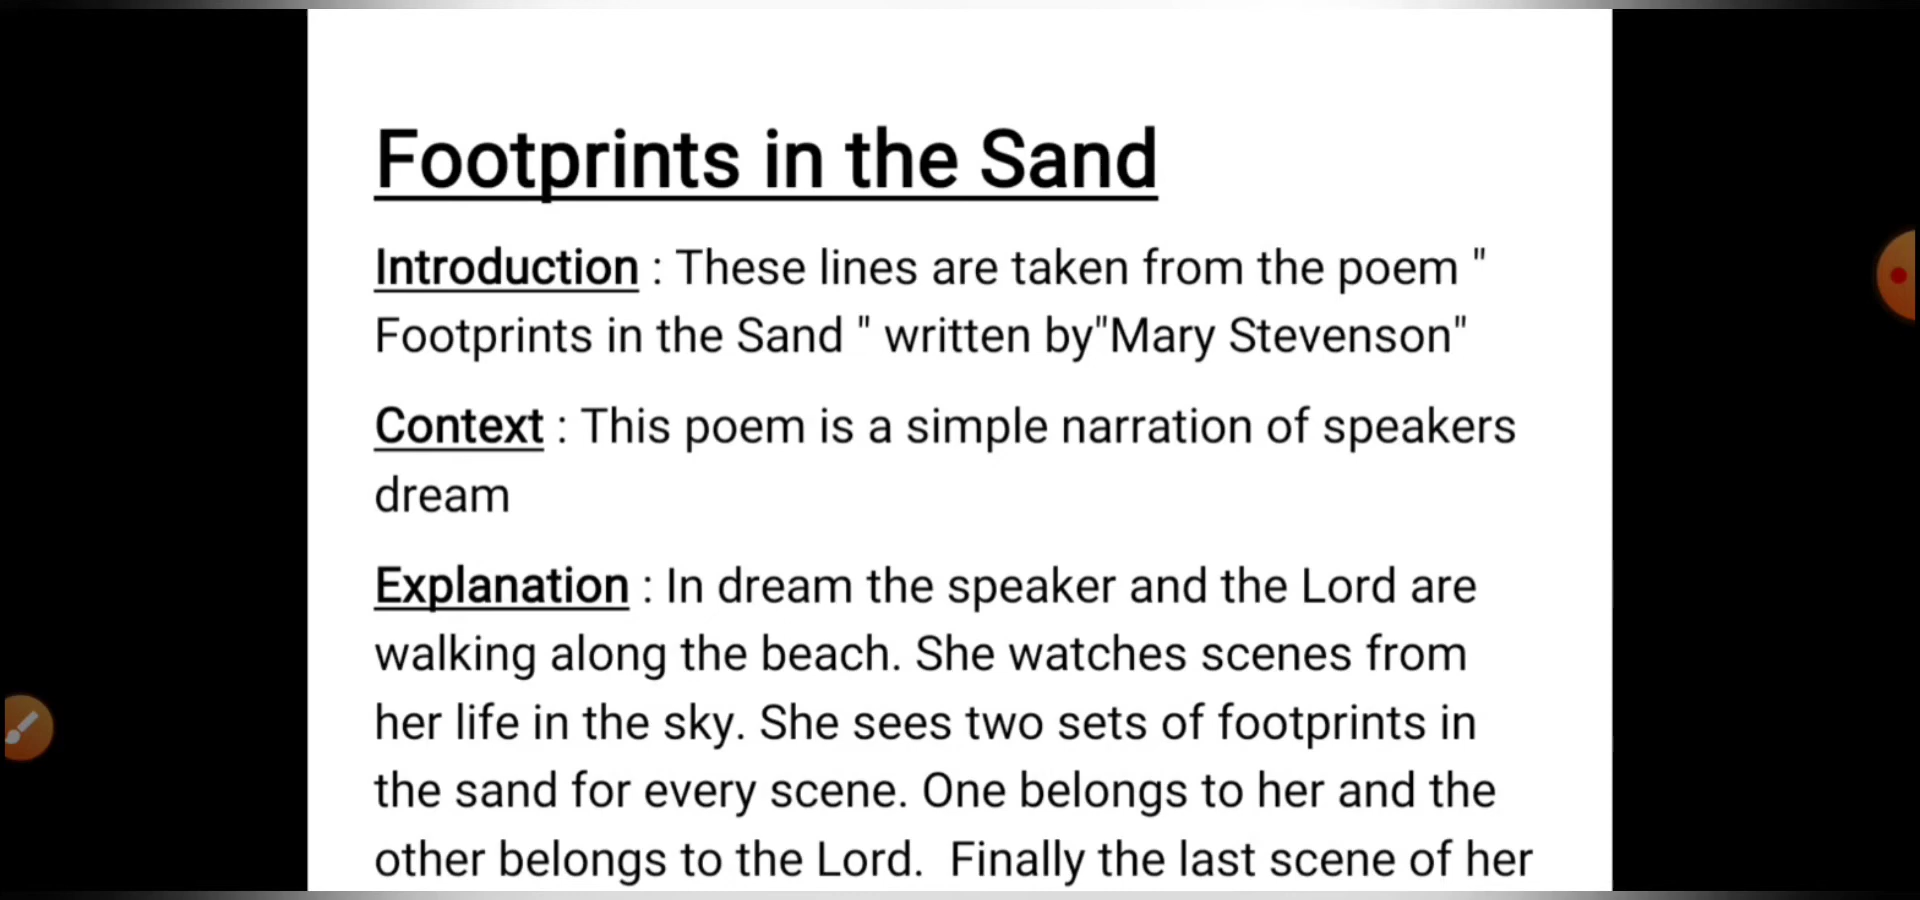 Footprints in the Sand
Introduction : These lines are taken from the poem "
Footprints in the Sand " written by"Mary Stevenson"
Context : This poem is a simple narration of speakers
dream
Explanation : In dream the speaker and the Lord are
walking along the beach. She watches scenes from
her life in the sky. She sees two sets of footprints in
the sand for every scene. One belongs to her and the
other belongs to the Lord.  Finally the last scene of her